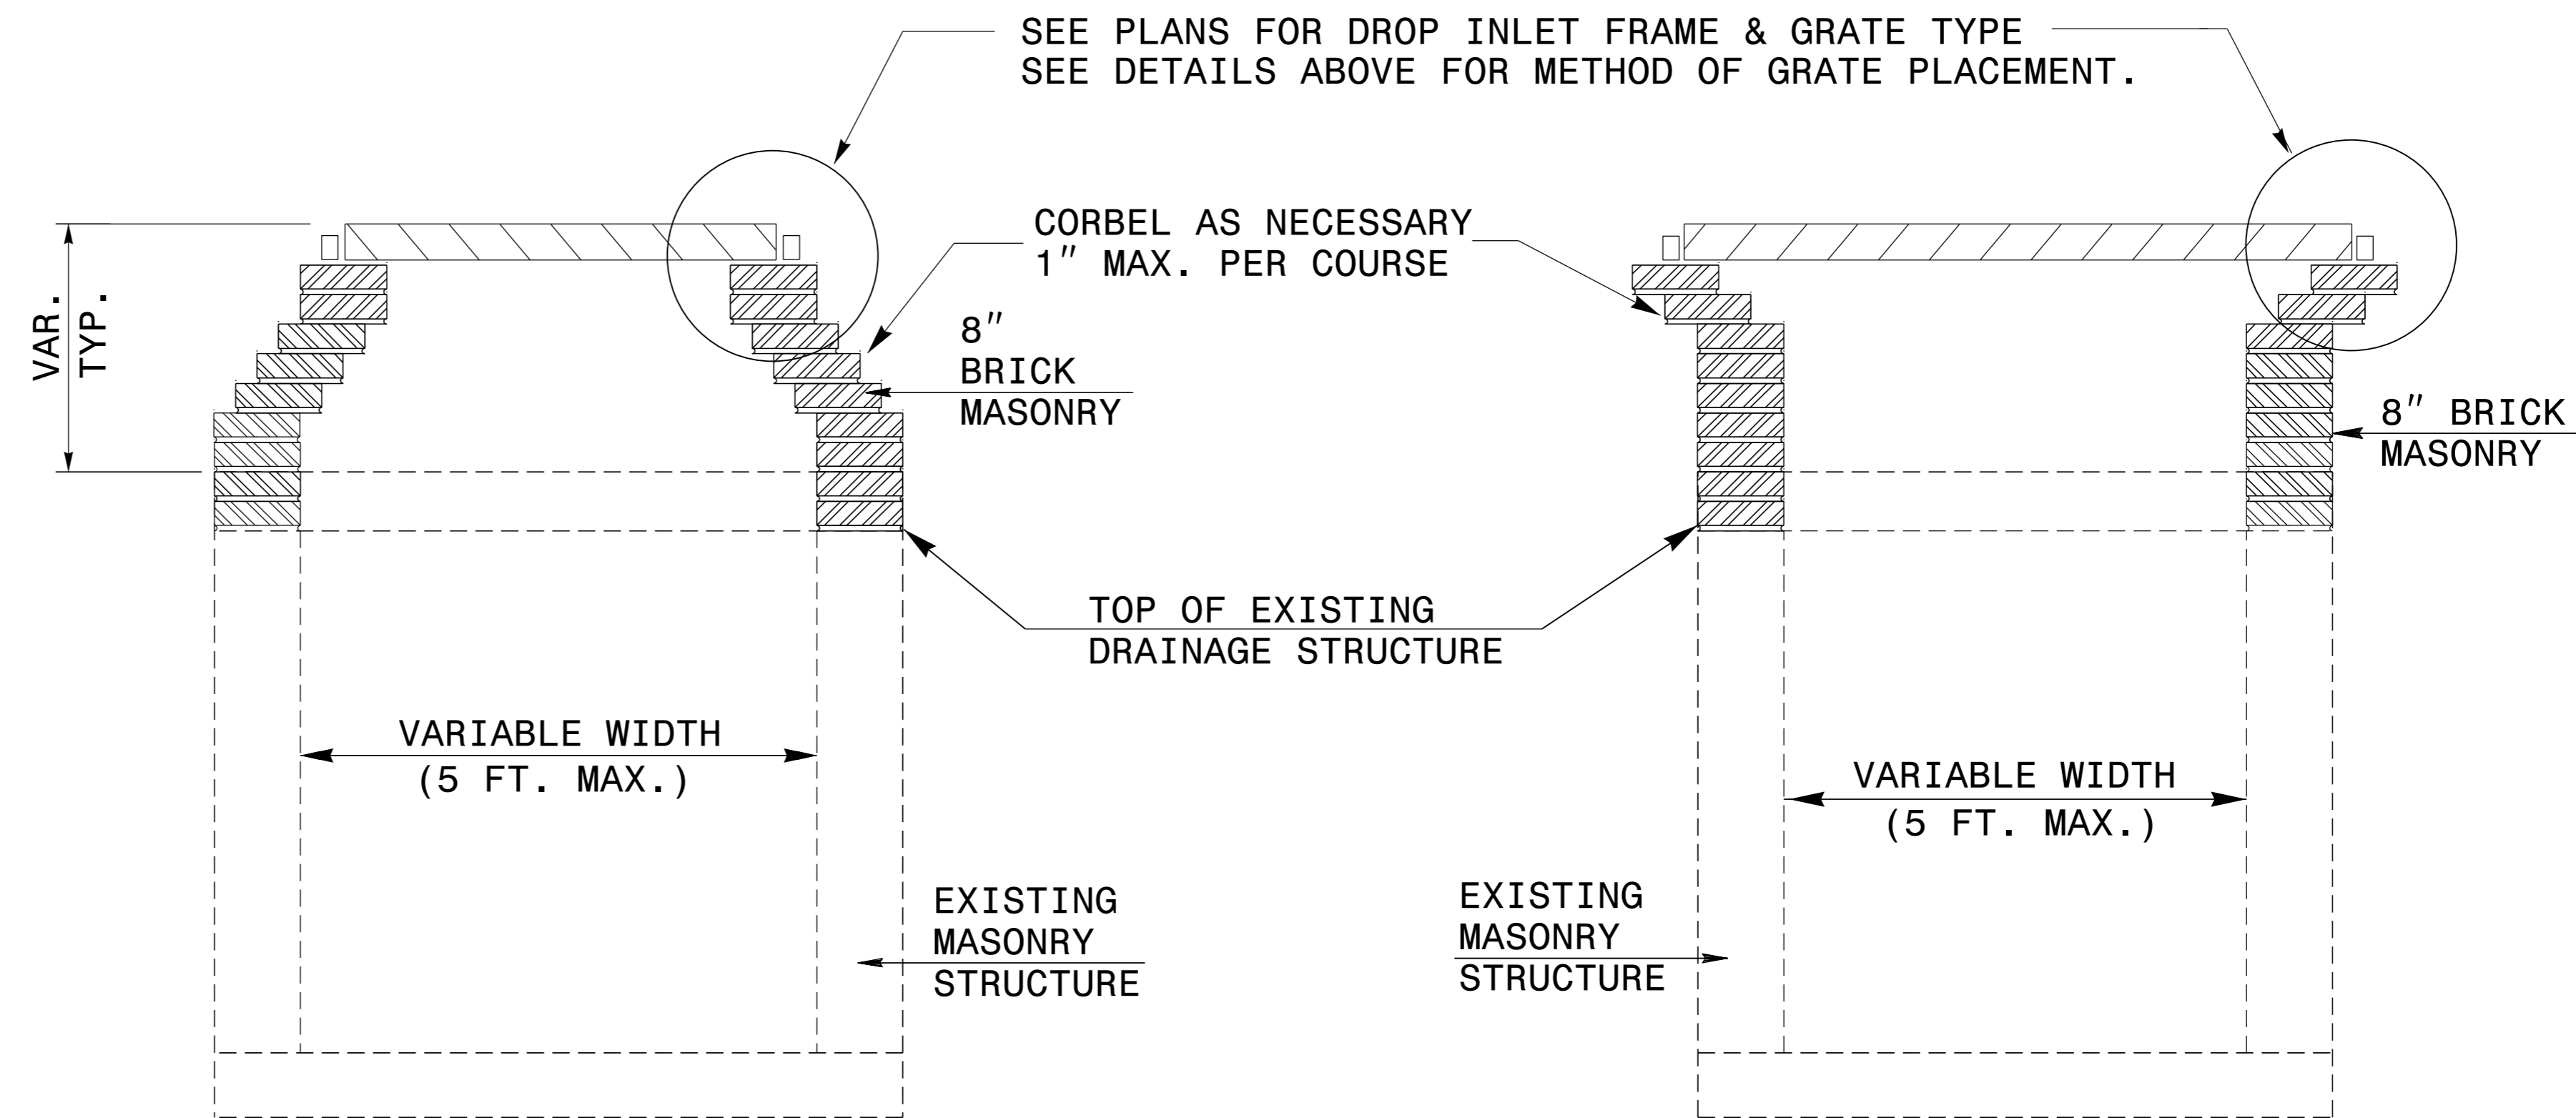 SEE PLANS FOR DROP INLET FRAME & GRATE TYPE
SEE DETAILS ABOVE FOR METHOD OF GRATE PLACEMENT.
CORBEL AS NECESSARY
1" MAX. PER COURSE
VAR.
TYP.
8"
BRICK
MASONRY
8" BRICK
MASONRY
TOP OF EXISTING
DRAINAGE STRUCTURE
VARIABLE WIDTH
(5 FT. MAX.)
VARIABLE WIDTH
(5 FT. MAX.)
EXISTING
MASONRY
STRUCTURE
EXISTING
MASONRY
STRUCTURE